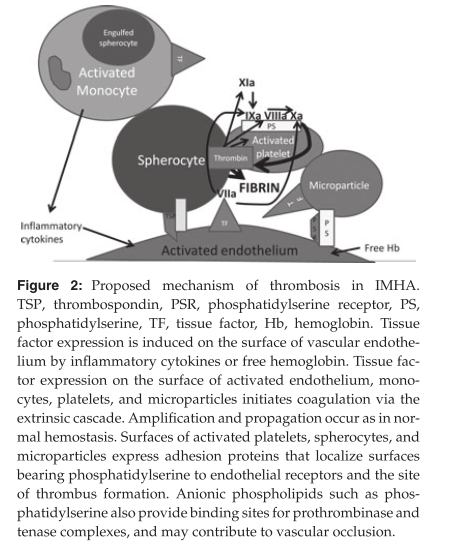 Engulfed
spherocyte
TF
Activated
Monocyte
XIa
IXa VIIIa Xa
PS
Activated
platelet
Spherocyte
Thrombin
FIBRIN
Microparticle
VIIa
TF
TF
TSP
PS
PSR
Inflammatory
cytokines
Activated endothelium
Free Hb
Figure 2: Proposed mechanism of thrombosis in IMHA.
TSP, thrombospondin, PSR, phosphatidylserine receptor, PS,
phosphatidylserine, TF, tissue factor, Hb, hemoglobin. Tissue
factor expression is induced on the surface of vascular endothe-
lium by inflammatory cytokines or free hemoglobin. Tissue fac-
tor expression on the surface of activated endothelium, mono-
cytes, platelets, and microparticles initiates coagulation via the
extrinsic cascade. Amplification and propagation occur as in nor-
mal hemostasis. Surfaces of activated platelets, spherocytes, and
microparticles express adhesion proteins that localize surfaces
bearing phosphatidylserine to endothelial receptors and the site
of thrombus formation. Anionic phospholipids such as phos-
phatidylserine also provide binding sites for prothrombinase and
tenase complexes, and may contribute to vascular occlusion.